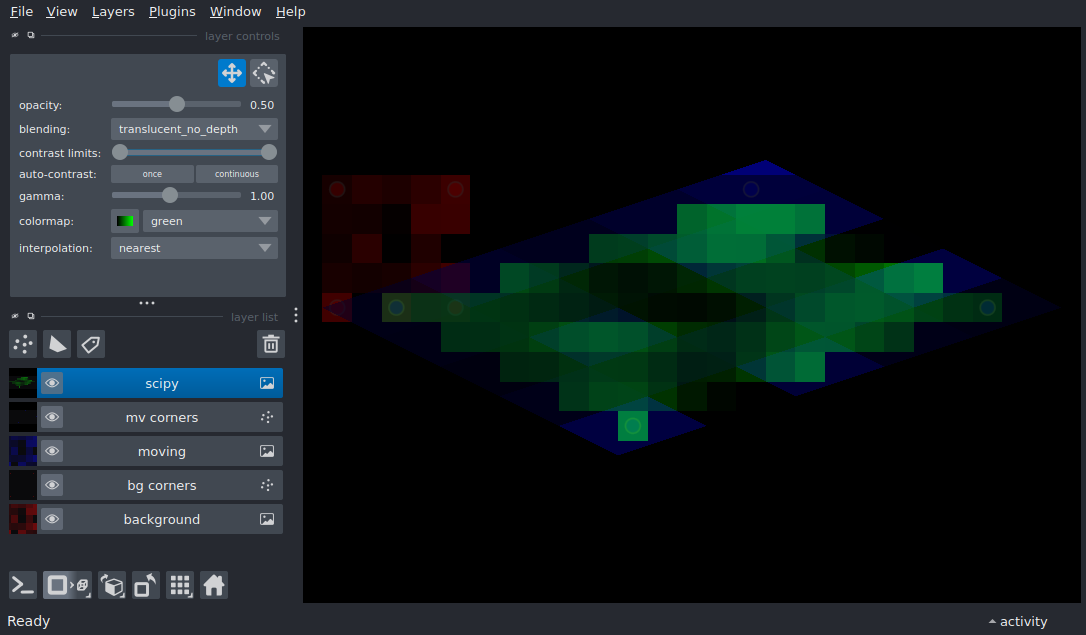 File View Layers Plugins Window Help
layer controls
opacity: 0.50
blending: translucent_no_depth
contrast limits:
auto-contrast: once continuous
gamma: 1.00
colormap: green
interpolation: nearest
layer list
scipy
mv corners
moving
bg corners
background
Ready
activity